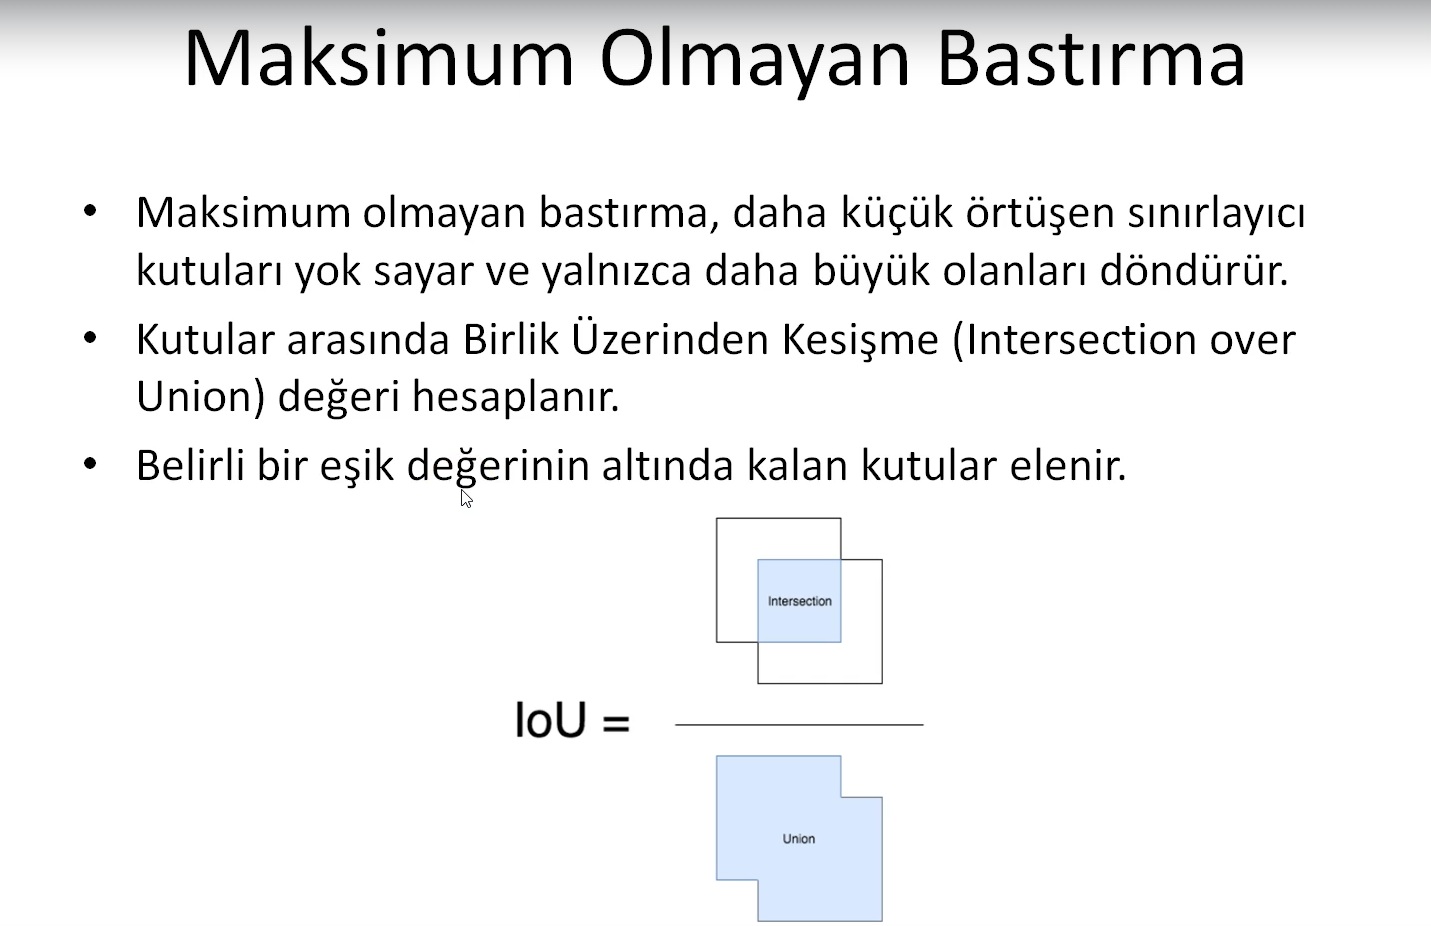 Maksimum Olmayan Bastırma
• Maksimum olmayan bastırma, daha küçük örtüşen sınırlayıcı
kutuları yok sayar ve yalnızca daha büyük olanları döndürür.
• Kutular arasında Birlik Üzerinden Kesişme (Intersection over
Union) değeri hesaplanır.
• Belirli bir eşik değerinin altında kalan kutular elenir.
Intersection
IoU =
Union